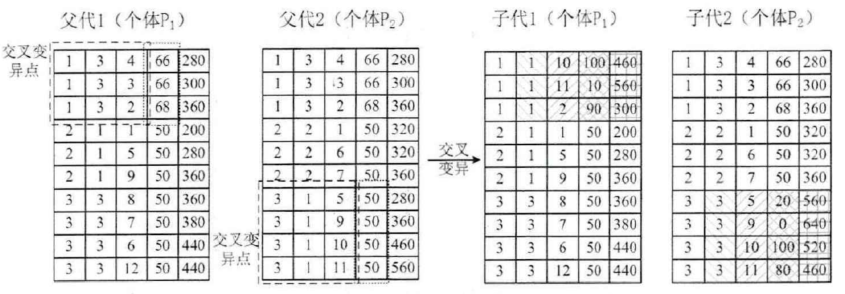 父代1（个体P₁）
父代2（个体P₂）
子代1（个体P₁）
子代2（个体P₂）
交叉变
异点
1 3 4 66 280
1 3 3 66 300
1 3 2 68 360
2 1 1 50 200
2 1 5 50 280
2 1 9 50 360
3 3 8 50 360
3 3 7 50 380
3 3 6 50 440
3 3 12 50 440
交叉变
异点
1 3 4 66 280
1 3 3 66 300
1 3 2 68 360
2 2 1 50 320
2 2 6 50 320
2 2 7 50 360
3 1 5 50 280
3 1 9 50 360
3 1 10 50 460
3 1 11 50 560
交叉
变异
1 1 10 100 460
1 1 11 10 560
1 1 2 90 300
2 1 1 50 200
2 1 5 50 280
2 1 9 50 360
3 3 8 50 360
3 3 7 50 380
3 3 6 50 440
3 3 12 50 440
1 3 4 66 280
1 3 3 66 300
1 3 2 68 360
2 2 1 50 320
2 2 6 50 320
2 2 7 50 360
3 3 5 20 560
3 3 9 0 640
3 3 10 100 520
3 3 11 80 460